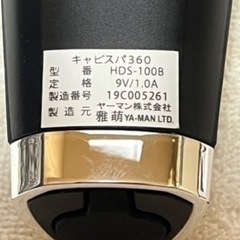 キャビスパ360
型 番 HDS-100B
定 格 9V/1.0A
製造番号 19C005261
製造元 ヤーマン株式会社
雅萌 YA-MAN LTD.